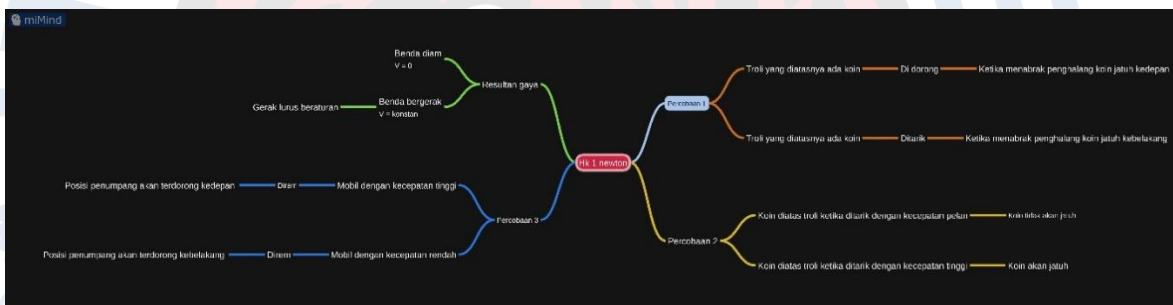 miMind
Benda diam
V = 0
Resultan gaya
Gerak lurus beraturan
Benda bergerak
V = konstan
Hk 1 newton
Posisi penumpang akan terdorong kedepan
Direm
Mobil dengan kecepatan tinggi
Percobaan 3
Posisi penumpang akan terdorong kebelakang
Direm
Mobil dengan kecepatan rendah
Percobaan 1
Troli yang diatasnya ada koin
Di dorong
Ketika menabrak penghalang koin jatuh kedepan
Troli yang diatasnya ada koin
Ditarik
Ketika menabrak penghalang koin jatuh kebelakang
Percobaan 2
Koin diatas troli ketika ditarik dengan kecepatan pelan
Koin tidak akan jatuh
Koin diatas troli ketika ditarik dengan kecepatan tinggi
Koin akan jatuh